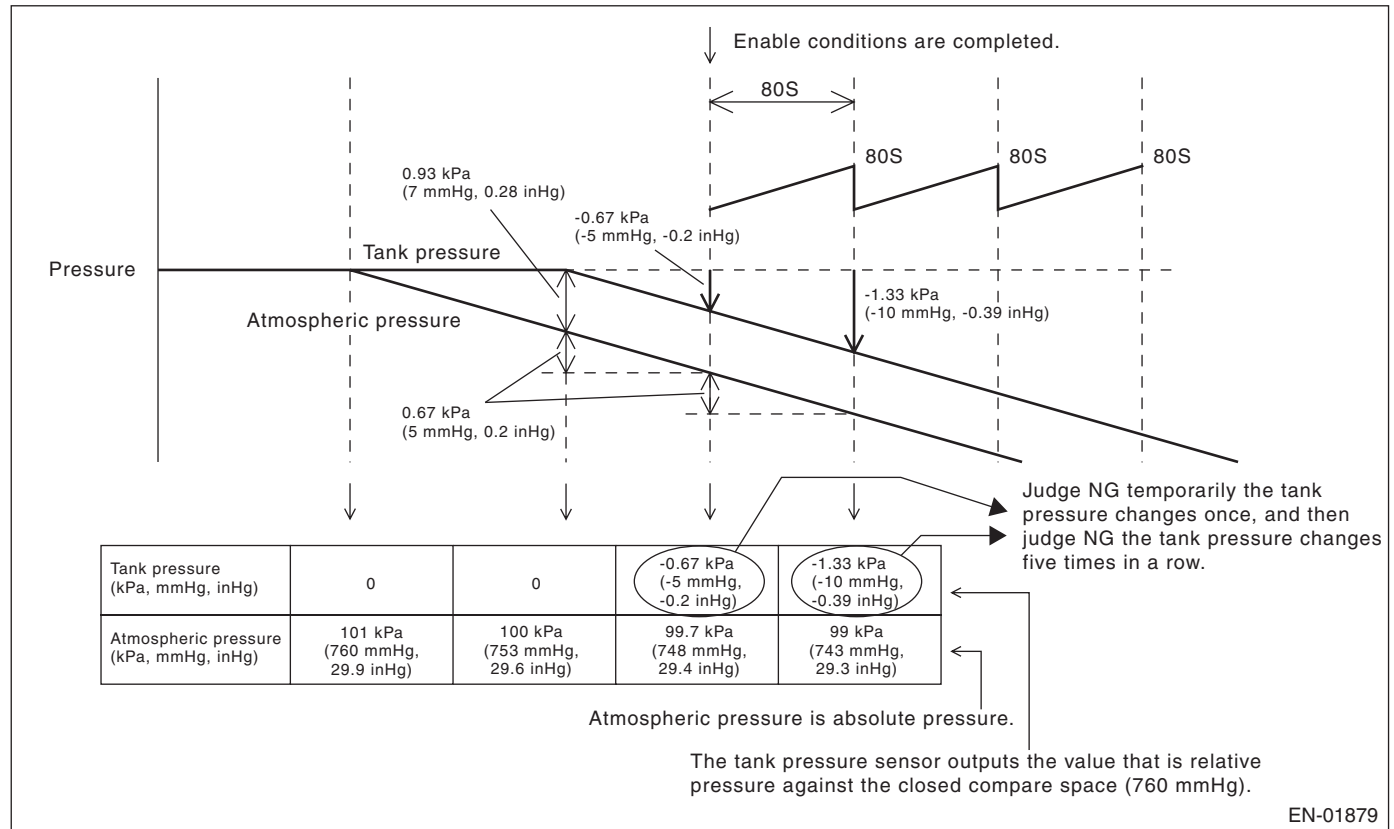 Enable conditions are completed.
80S
80S
80S
80S
0.93 kPa
(7 mmHg, 0.28 inHg)
-0.67 kPa
(-5 mmHg, -0.2 inHg)
Tank pressure
Pressure
-1.33 kPa
(-10 mmHg, -0.39 inHg)
Atmospheric pressure
0.67 kPa
(5 mmHg, 0.2 inHg)
Judge NG temporarily the tank
pressure changes once, and then
judge NG the tank pressure changes
five times in a row.
Tank pressure
(kPa, mmHg, inHg)
0
0
-0.67 kPa
(-5 mmHg,
-0.2 inHg)
-1.33 kPa
(-10 mmHg,
-0.39 inHg)
Atmospheric pressure
(kPa, mmHg, inHg)
101 kPa
(760 mmHg,
29.9 inHg)
100 kPa
(753 mmHg,
29.6 inHg)
99.7 kPa
(748 mmHg,
29.4 inHg)
99 kPa
(743 mmHg,
29.3 inHg)
Atmospheric pressure is absolute pressure.
The tank pressure sensor outputs the value that is relative
pressure against the closed compare space (760 mmHg).
EN-01879